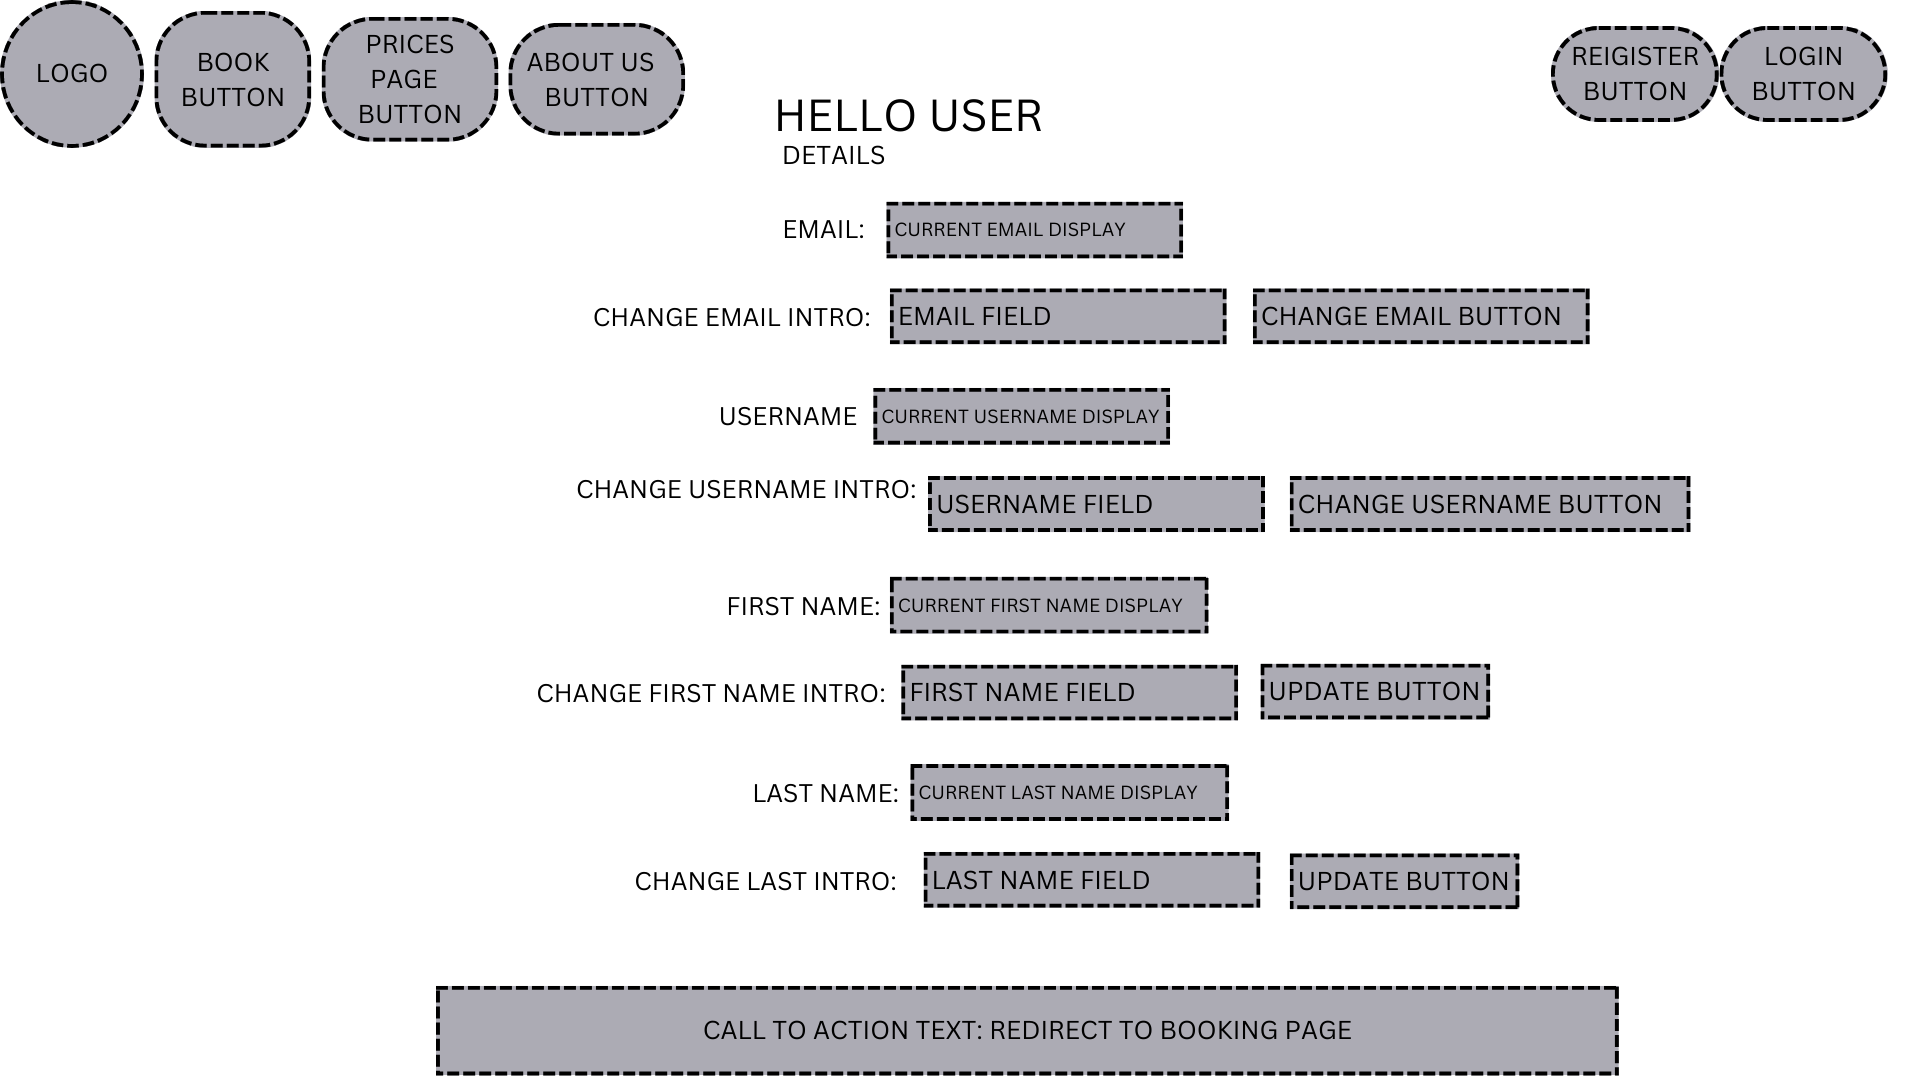 LOGO
BOOK
BUTTON
PRICES
PAGE
BUTTON
ABOUT US
BUTTON
REIGISTER
BUTTON
LOGIN
BUTTON
HELLO USER
DETAILS
EMAIL: CURRENT EMAIL DISPLAY
CHANGE EMAIL INTRO: EMAIL FIELD CHANGE EMAIL BUTTON
USERNAME CURRENT USERNAME DISPLAY
CHANGE USERNAME INTRO: USERNAME FIELD CHANGE USERNAME BUTTON
FIRST NAME: CURRENT FIRST NAME DISPLAY
CHANGE FIRST NAME INTRO: FIRST NAME FIELD UPDATE BUTTON
LAST NAME: CURRENT LAST NAME DISPLAY
CHANGE LAST INTRO: LAST NAME FIELD UPDATE BUTTON
CALL TO ACTION TEXT: REDIRECT TO BOOKING PAGE